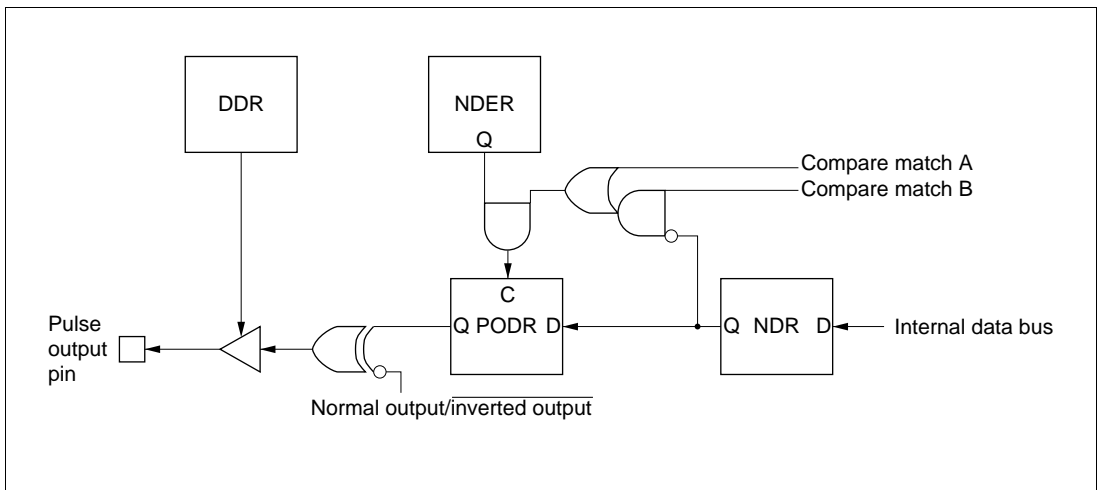 DDR
NDER
Q
Compare match A
Compare match B
C
Q PODR D
Q NDR D
Internal data bus
Pulse
output
pin
Normal output/inverted output